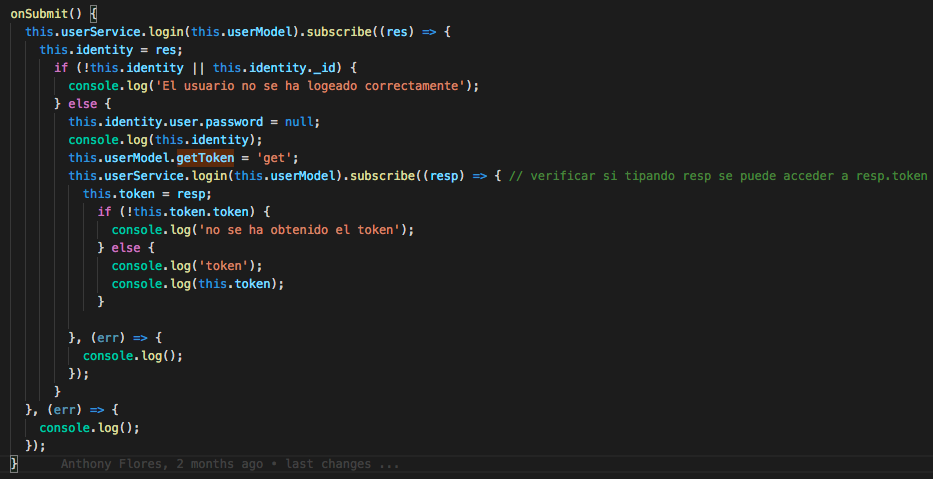 onSubmit() {
this.userService.login(this.userModel).subscribe((res) => {
this.identity = res;
if (!this.identity || this.identity._id) {
console.log('El usuario no se ha logeado correctamente');
} else {
this.identity.user.password = null;
console.log(this.identity);
this.userModel.getToken = 'get';
this.userService.login(this.userModel).subscribe((resp) => { // verificar si tipando resp se puede acceder a resp.token
this.token = resp;
if (!this.token.token) {
console.log('no se ha obtenido el token');
} else {
console.log('token');
console.log(this.token);
}
}, (err) => {
console.log();
});
}
}, (err) => {
console.log();
});
} Anthony Flores, 2 months ago • last changes ...